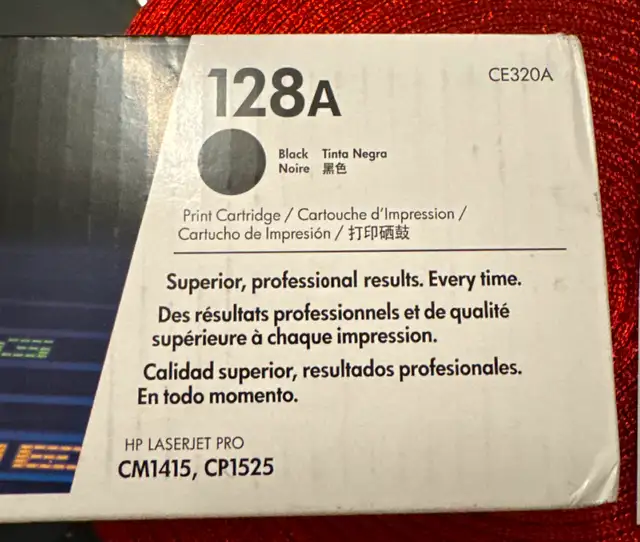 128A
CE320A
Black Tinta Negra
Noire 黑色
Print Cartridge / Cartouche d'Impression /
Cartucho de Impresión / 打印硒鼓
Superior, professional results. Every time.
Des résultats professionnels et de qualité
supérieure à chaque impression.
Calidad superior, resultados profesionales.
En todo momento.
HP LASERJET PRO
CM1415, CP1525